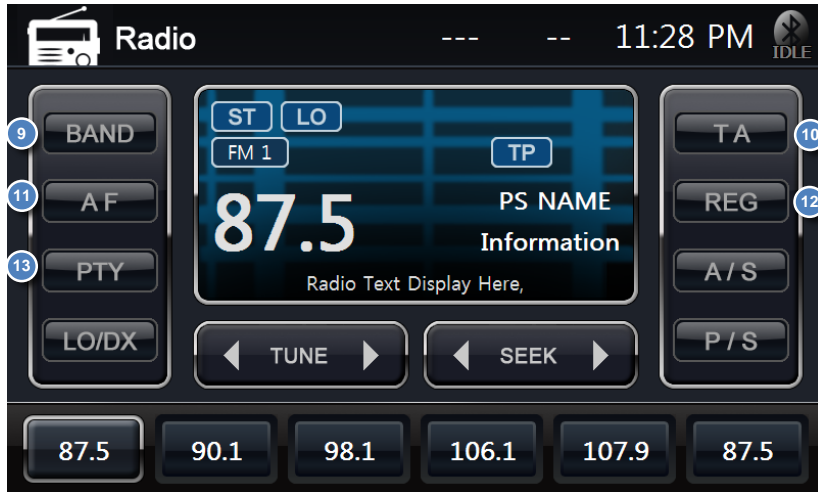 Radio
--- -- 11:28 PM
IDLE
9 BAND
11 AF
13 PTY
LO/DX
ST LO
FM 1
TP
87.5
PS NAME
Information
Radio Text Display Here,
TUNE
SEEK
TA 10
REG 12
A/S
P/S
87.5 90.1 98.1 106.1 107.9 87.5